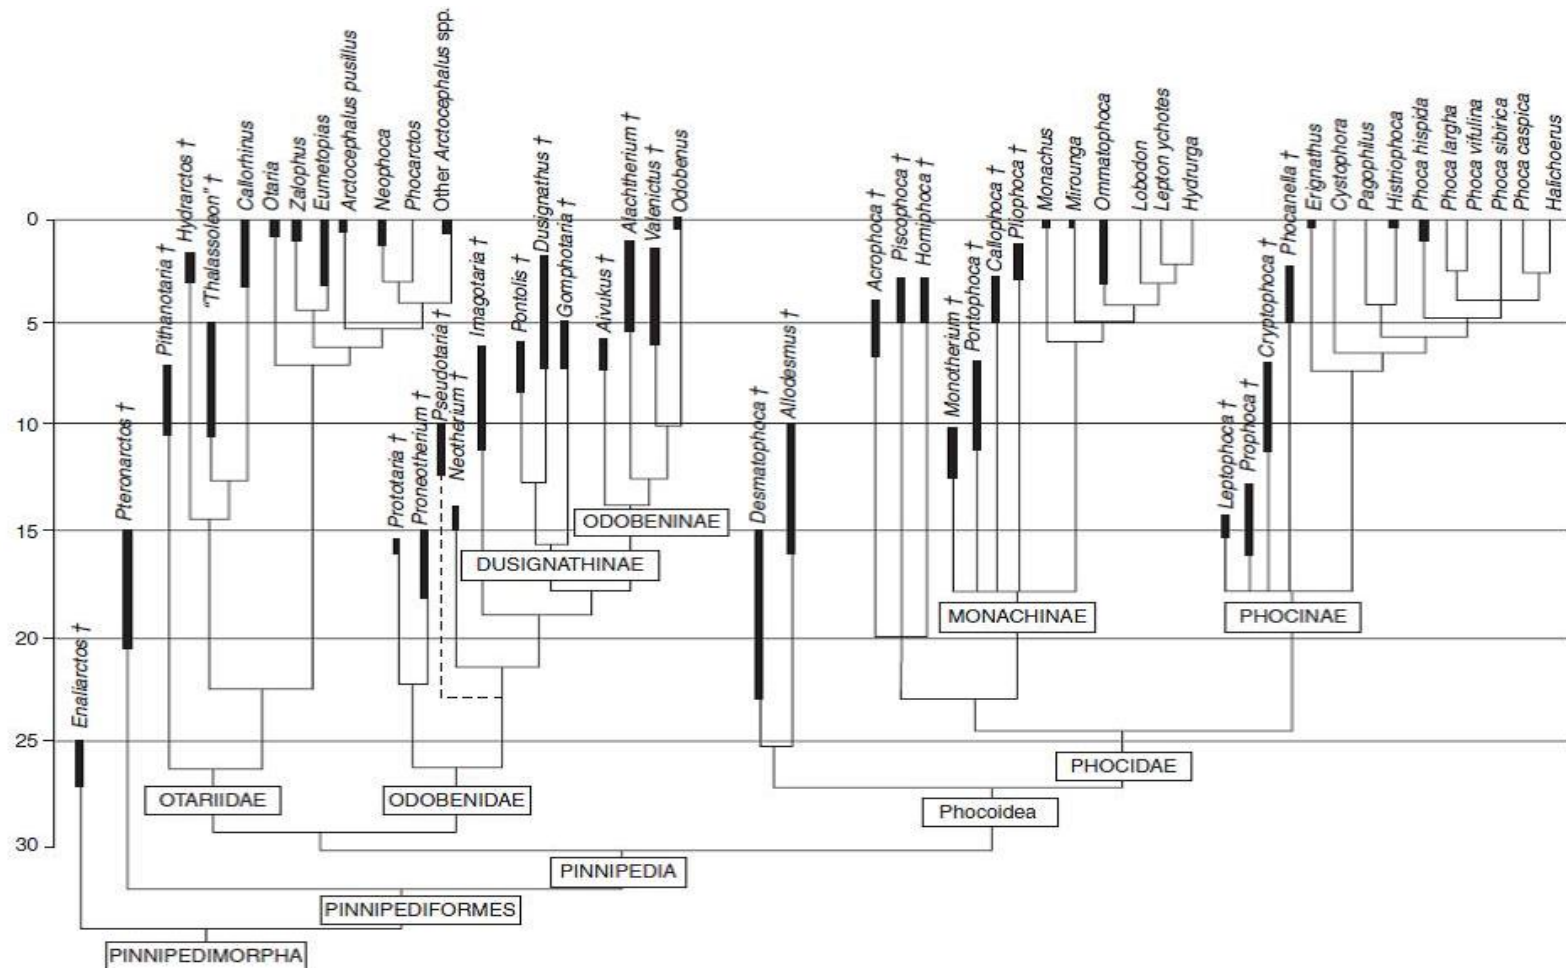 Enaliarctos †
Pteronarctos †
Pithanotaria †
Hydrarctos †
"Thalassoleon" †
Callorhinus
Otaria
Zalophus
Eumetopias
Arctocephalus pusillus
Neophoca
Phocarctos
Other Arctocephalus spp.
Prototaria †
Proneotherium †
Pseudotaria †
Neotherium †
Imagotaria †
Pontolis †
Dusignathus †
Gomphotaria †
Aivukus †
Alachtherium †
Valenictus †
Odobenus
Desmatophoca †
Allodesmus †
Acrophoca †
Piscophoca †
Homiphoca †
Monotherium †
Pontophoca †
Callophoca †
Pliophoca †
Monachus
Mirounga
Ommatophoca
Lobodon
Lepton ychotes
Hydrurga
Leptophoca †
Prophoca †
Cryptophoca †
Phocanella †
Erignathus
Cystophora
Pagophilus
Histriophoca
Phoca hispida
Phoca largha
Phoca vifulina
Phoca sibirica
Phoca caspica
Halichoerus
0
5
10
15
20
25
30
ODOBENINAE
DUSIGNATHINAE
MONACHINAE
PHOCINAE
PHOCIDAE
OTARIIDAE
ODOBENIDAE
Phocoidea
PINNIPEDIA
PINNIPEDIFORMES
PINNIPEDIMORPHA